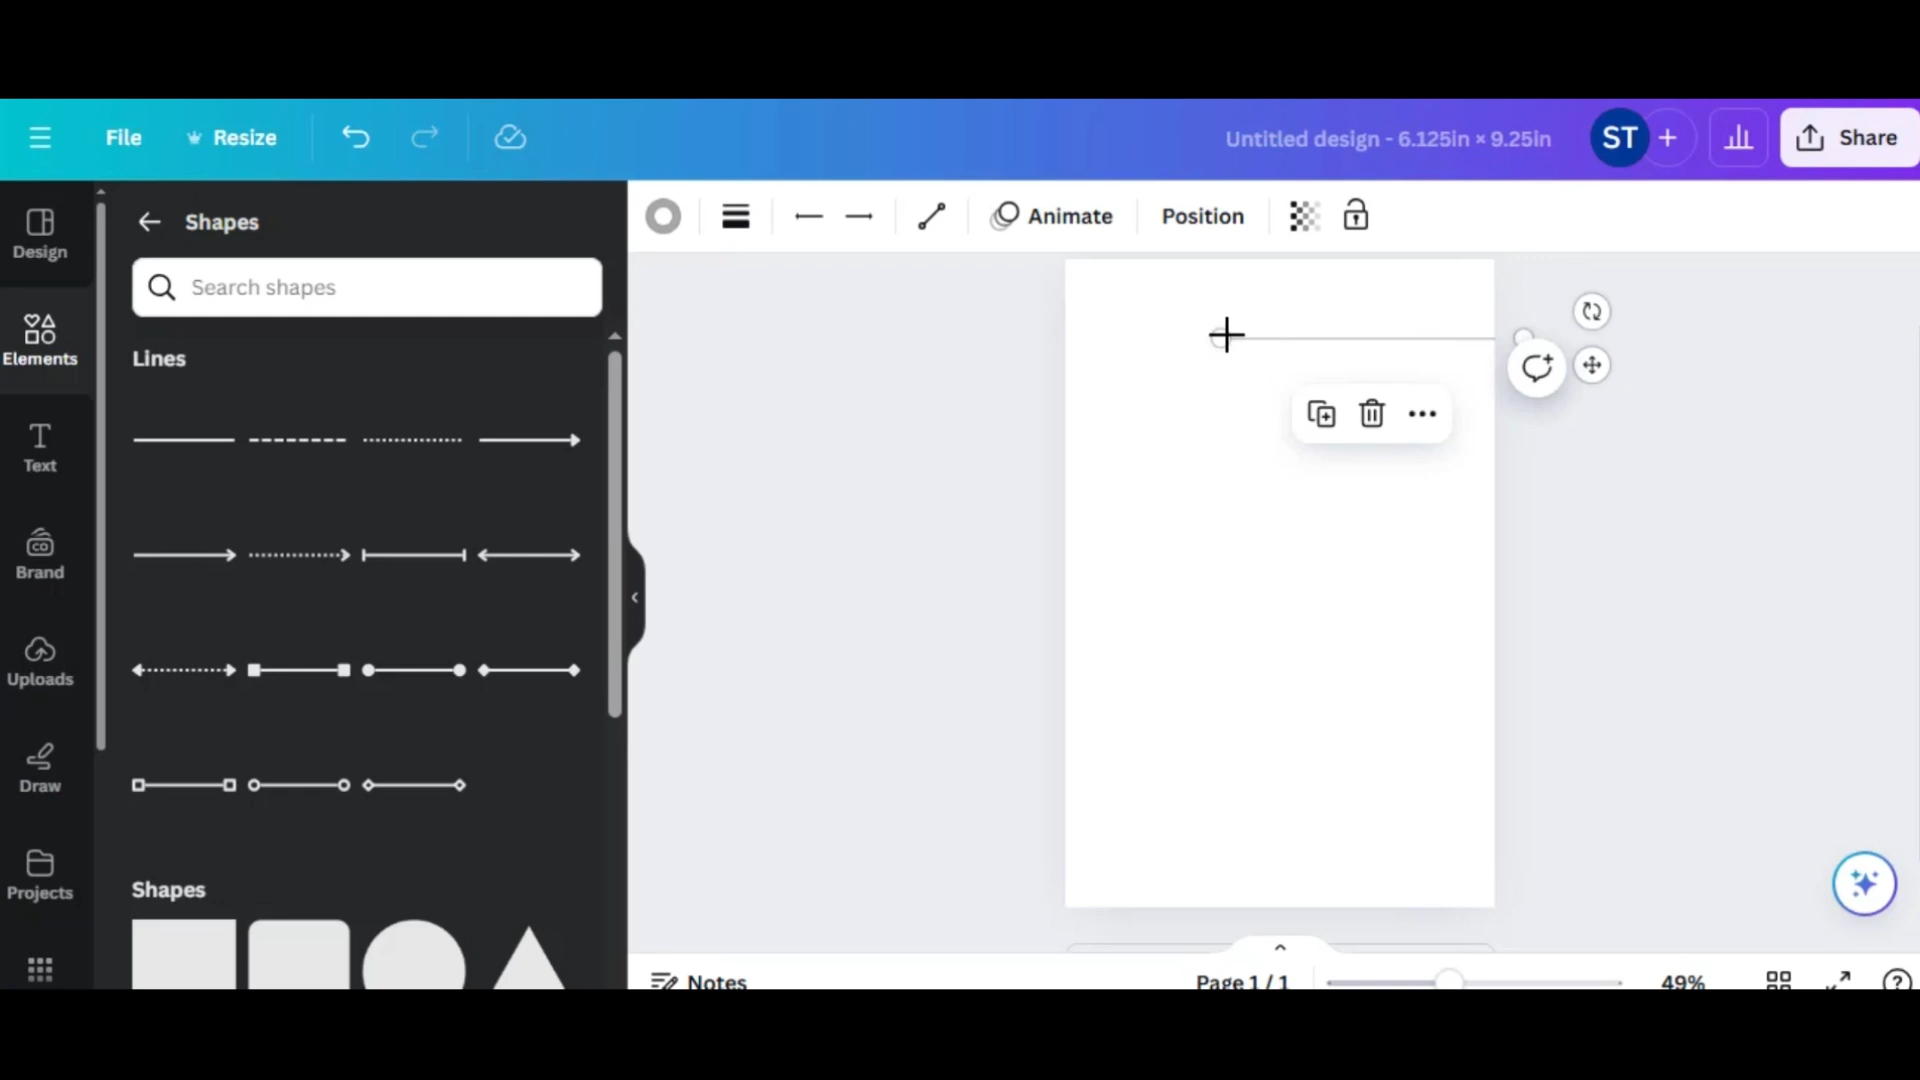 File
Resize
Untitled design - 6.125in × 9.25in
ST
Share
Design
Elements
Text
Brand
Uploads
Draw
Projects
Shapes
Search shapes
Lines
Shapes
Animate
Position
Notes
Page 1 / 1
49%